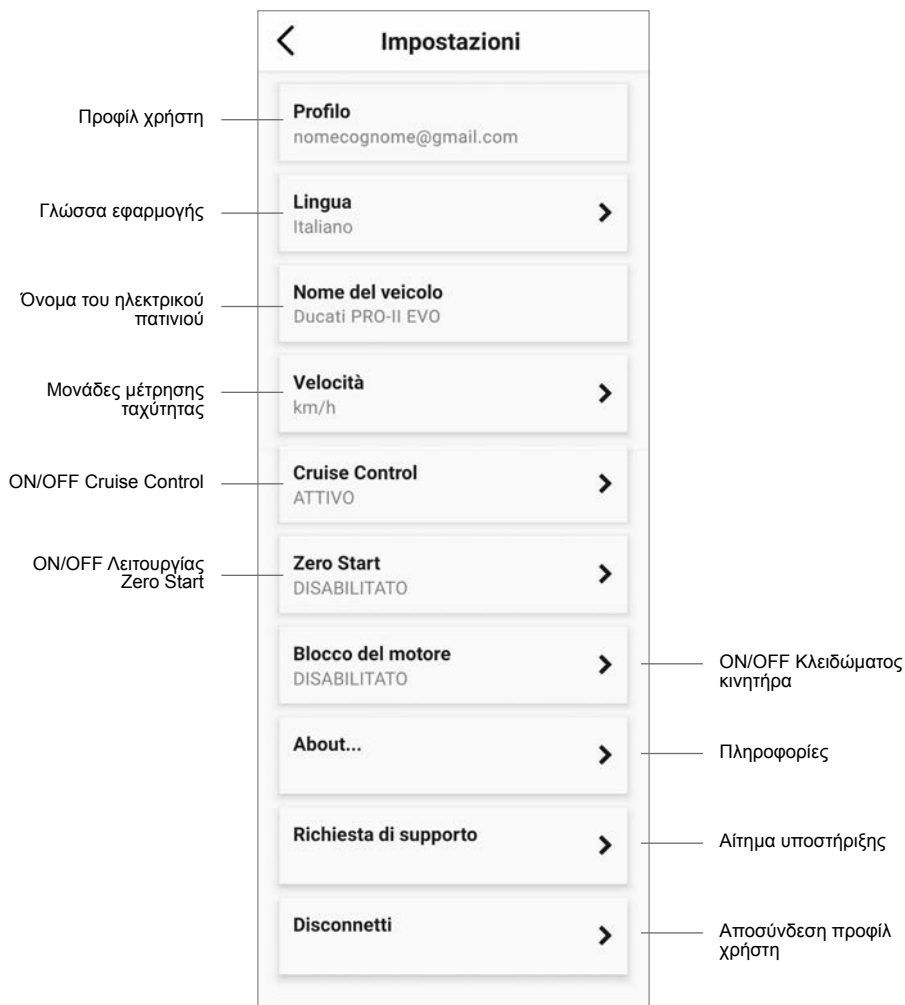 Impostazioni
Προφίλ χρήστη
Profilo
nomecognome@gmail.com
Γλώσσα εφαρμογής
Lingua
Italiano
Όνομα του ηλεκτρικού
πατινιού
Nome del veicolo
Ducati PRO-II EVO
Μονάδες μέτρησης
ταχύτητας
Velocità
km/h
ON/OFF Cruise Control
Cruise Control
ATTIVO
ON/OFF Λειτουργίας
Zero Start
Zero Start
DISABILITATO
Blocco del motore
DISABILITATO
ON/OFF Κλειδώματος
κινητήρα
About...
Πληροφορίες
Richiesta di supporto
Αίτημα υποστήριξης
Disconnetti
Αποσύνδεση προφίλ
χρήστη